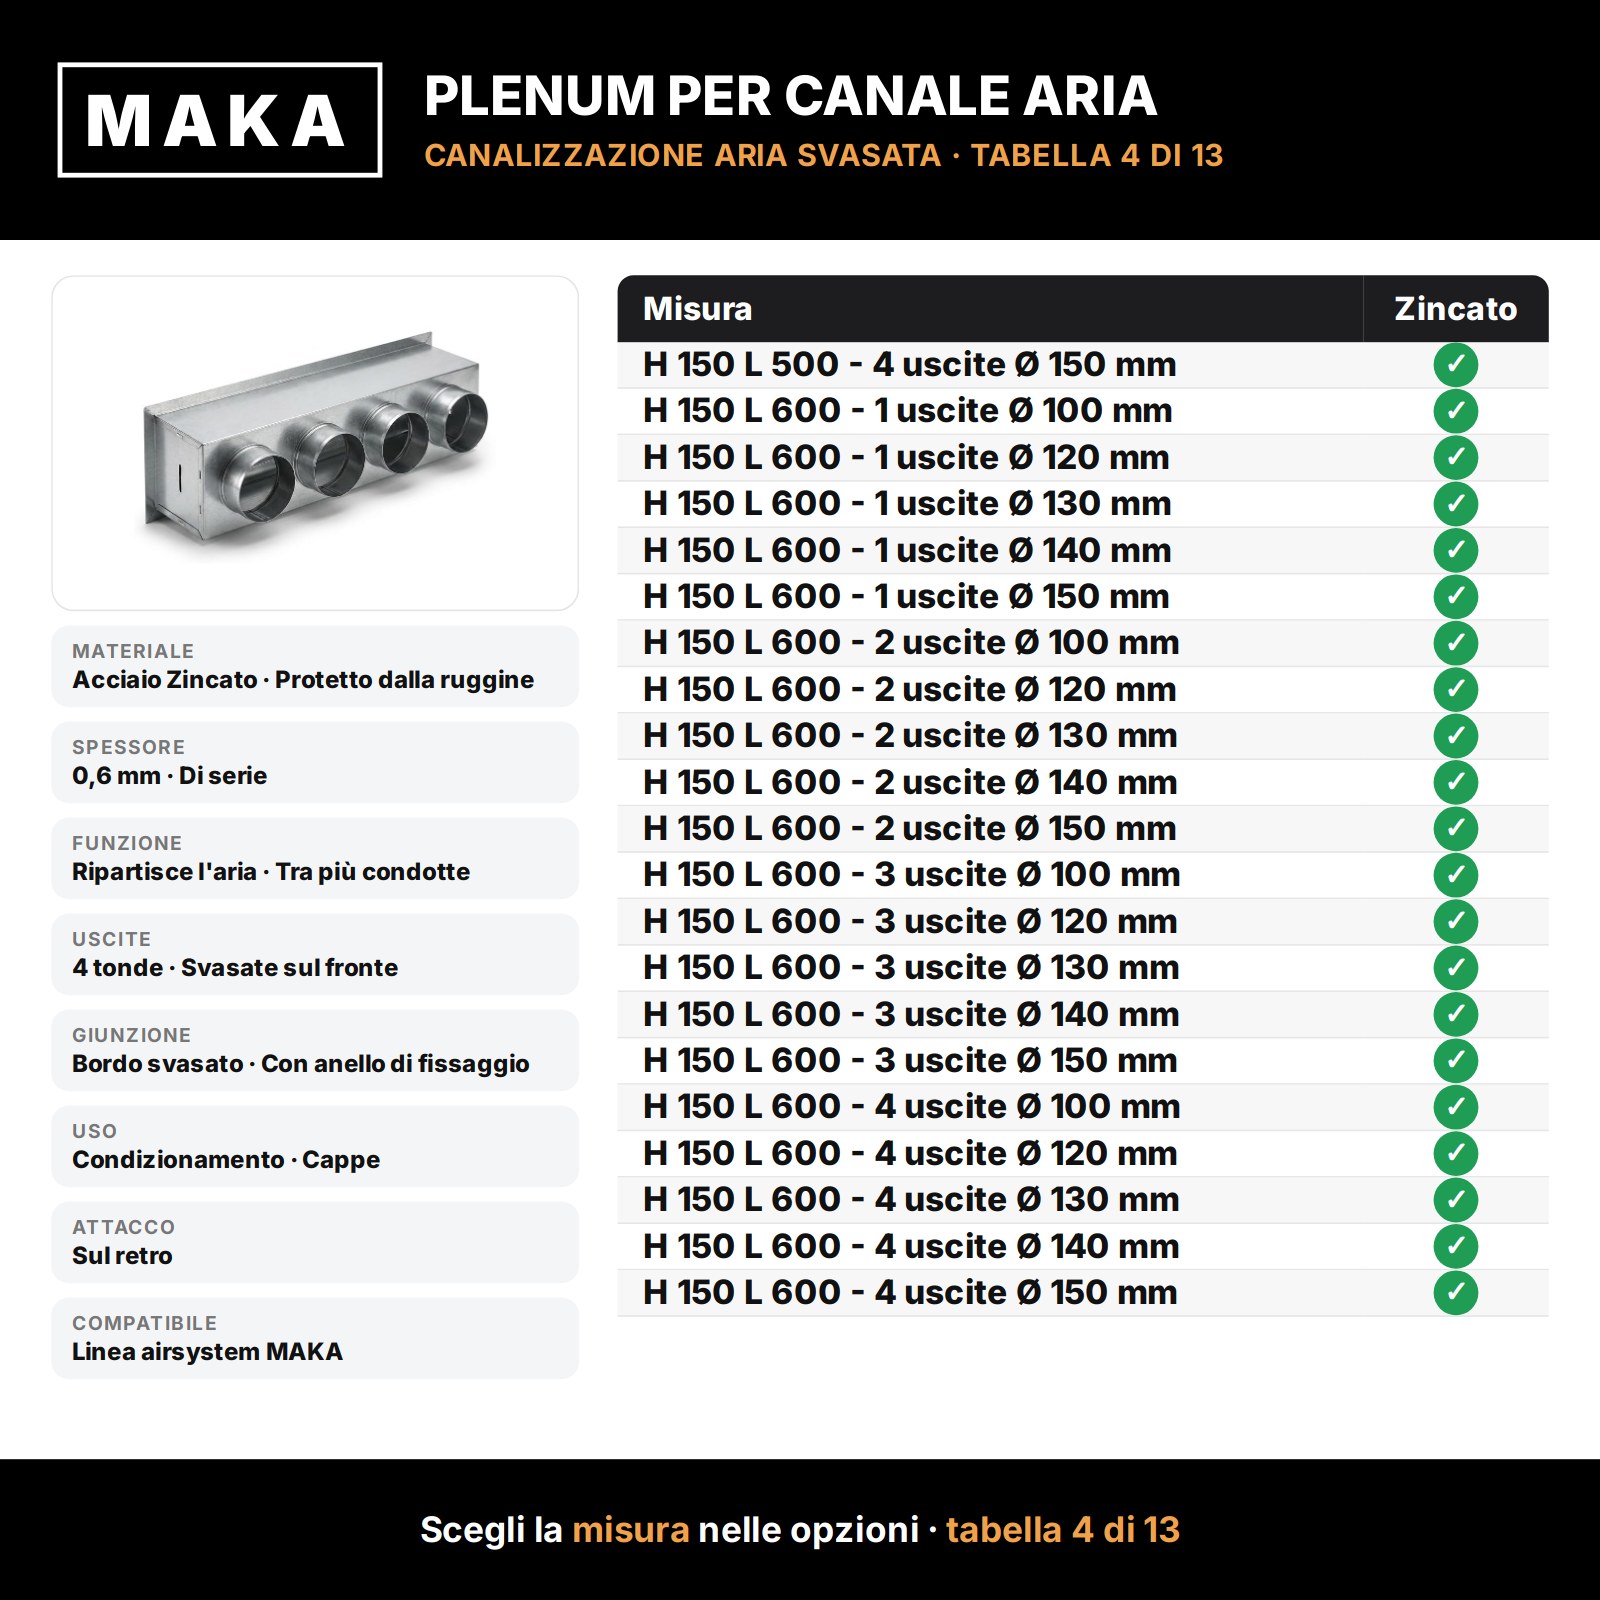 MAKA
PLENUM PER CANALE ARIA
CANALIZZAZIONE ARIA SVASATA · TABELLA 4 DI 13
MATERIALE
Acciaio Zincato · Protetto dalla ruggine
SPESSORE
0,6 mm · Di serie
FUNZIONE
Ripartisce l'aria · Tra più condotte
USCITE
4 tonde · Svasate sul fronte
GIUNZIONE
Bordo svasato · Con anello di fissaggio
USO
Condizionamento · Cappe
ATTACCO
Sul retro
COMPATIBILE
Linea airsystem MAKA
Misura Zincato
H 150 L 500 - 4 uscite Ø 150 mm ✓
H 150 L 600 - 1 uscite Ø 100 mm ✓
H 150 L 600 - 1 uscite Ø 120 mm ✓
H 150 L 600 - 1 uscite Ø 130 mm ✓
H 150 L 600 - 1 uscite Ø 140 mm ✓
H 150 L 600 - 1 uscite Ø 150 mm ✓
H 150 L 600 - 2 uscite Ø 100 mm ✓
H 150 L 600 - 2 uscite Ø 120 mm ✓
H 150 L 600 - 2 uscite Ø 130 mm ✓
H 150 L 600 - 2 uscite Ø 140 mm ✓
H 150 L 600 - 2 uscite Ø 150 mm ✓
H 150 L 600 - 3 uscite Ø 100 mm ✓
H 150 L 600 - 3 uscite Ø 120 mm ✓
H 150 L 600 - 3 uscite Ø 130 mm ✓
H 150 L 600 - 3 uscite Ø 140 mm ✓
H 150 L 600 - 3 uscite Ø 150 mm ✓
H 150 L 600 - 4 uscite Ø 100 mm ✓
H 150 L 600 - 4 uscite Ø 120 mm ✓
H 150 L 600 - 4 uscite Ø 130 mm ✓
H 150 L 600 - 4 uscite Ø 140 mm ✓
H 150 L 600 - 4 uscite Ø 150 mm ✓
Scegli la misura nelle opzioni · tabella 4 di 13